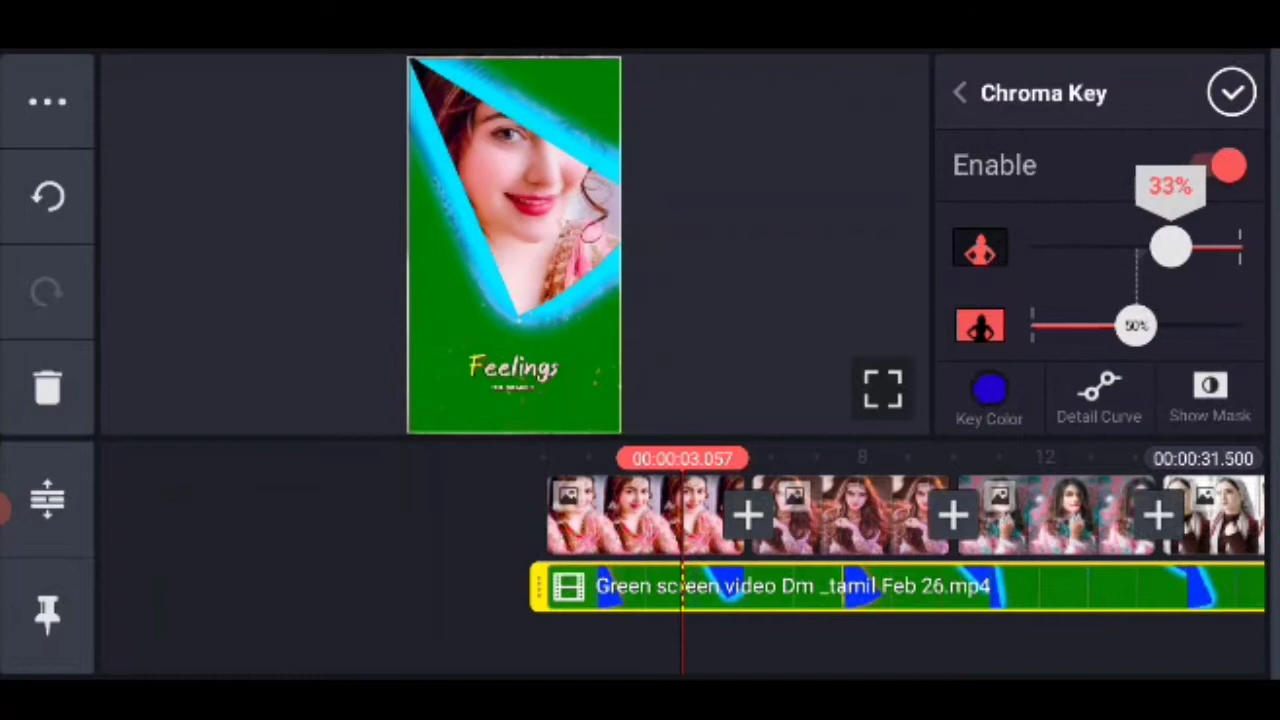 Chroma Key
Enable
33%
50%
Key Color
Detail Curve
Show Mask
Feelings
00:00:03.057
8
12
00:00:31.500
Green screen video Dm _tamil Feb 26.mp4